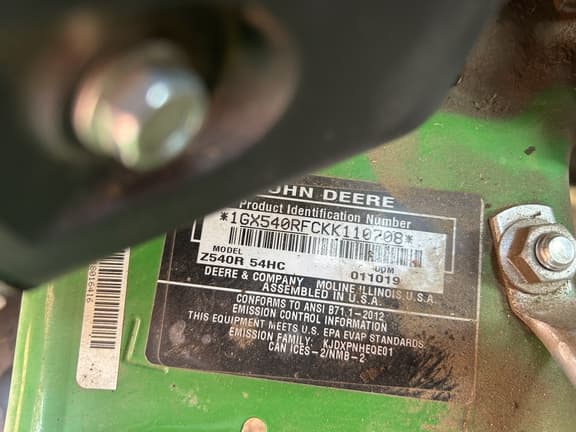 JOHN DEERE
Product Identification Number
*1GX540RFCKK110708*
MODEL
Z540R 54HC
UDM
011019
DEERE & COMPANY MOLINE ILLINOIS U.S.A.
ASSEMBLED IN U.S.A.
CONFORMS TO ANSI B71.1-2012
EMISSION CONTROL INFORMATION
THIS EQUIPMENT MEETS U.S. EPA EVAP STANDARDS
EMISSION FAMILY: KJDXPNHEQE01
CAN ICES-2/NMB-2
8016416